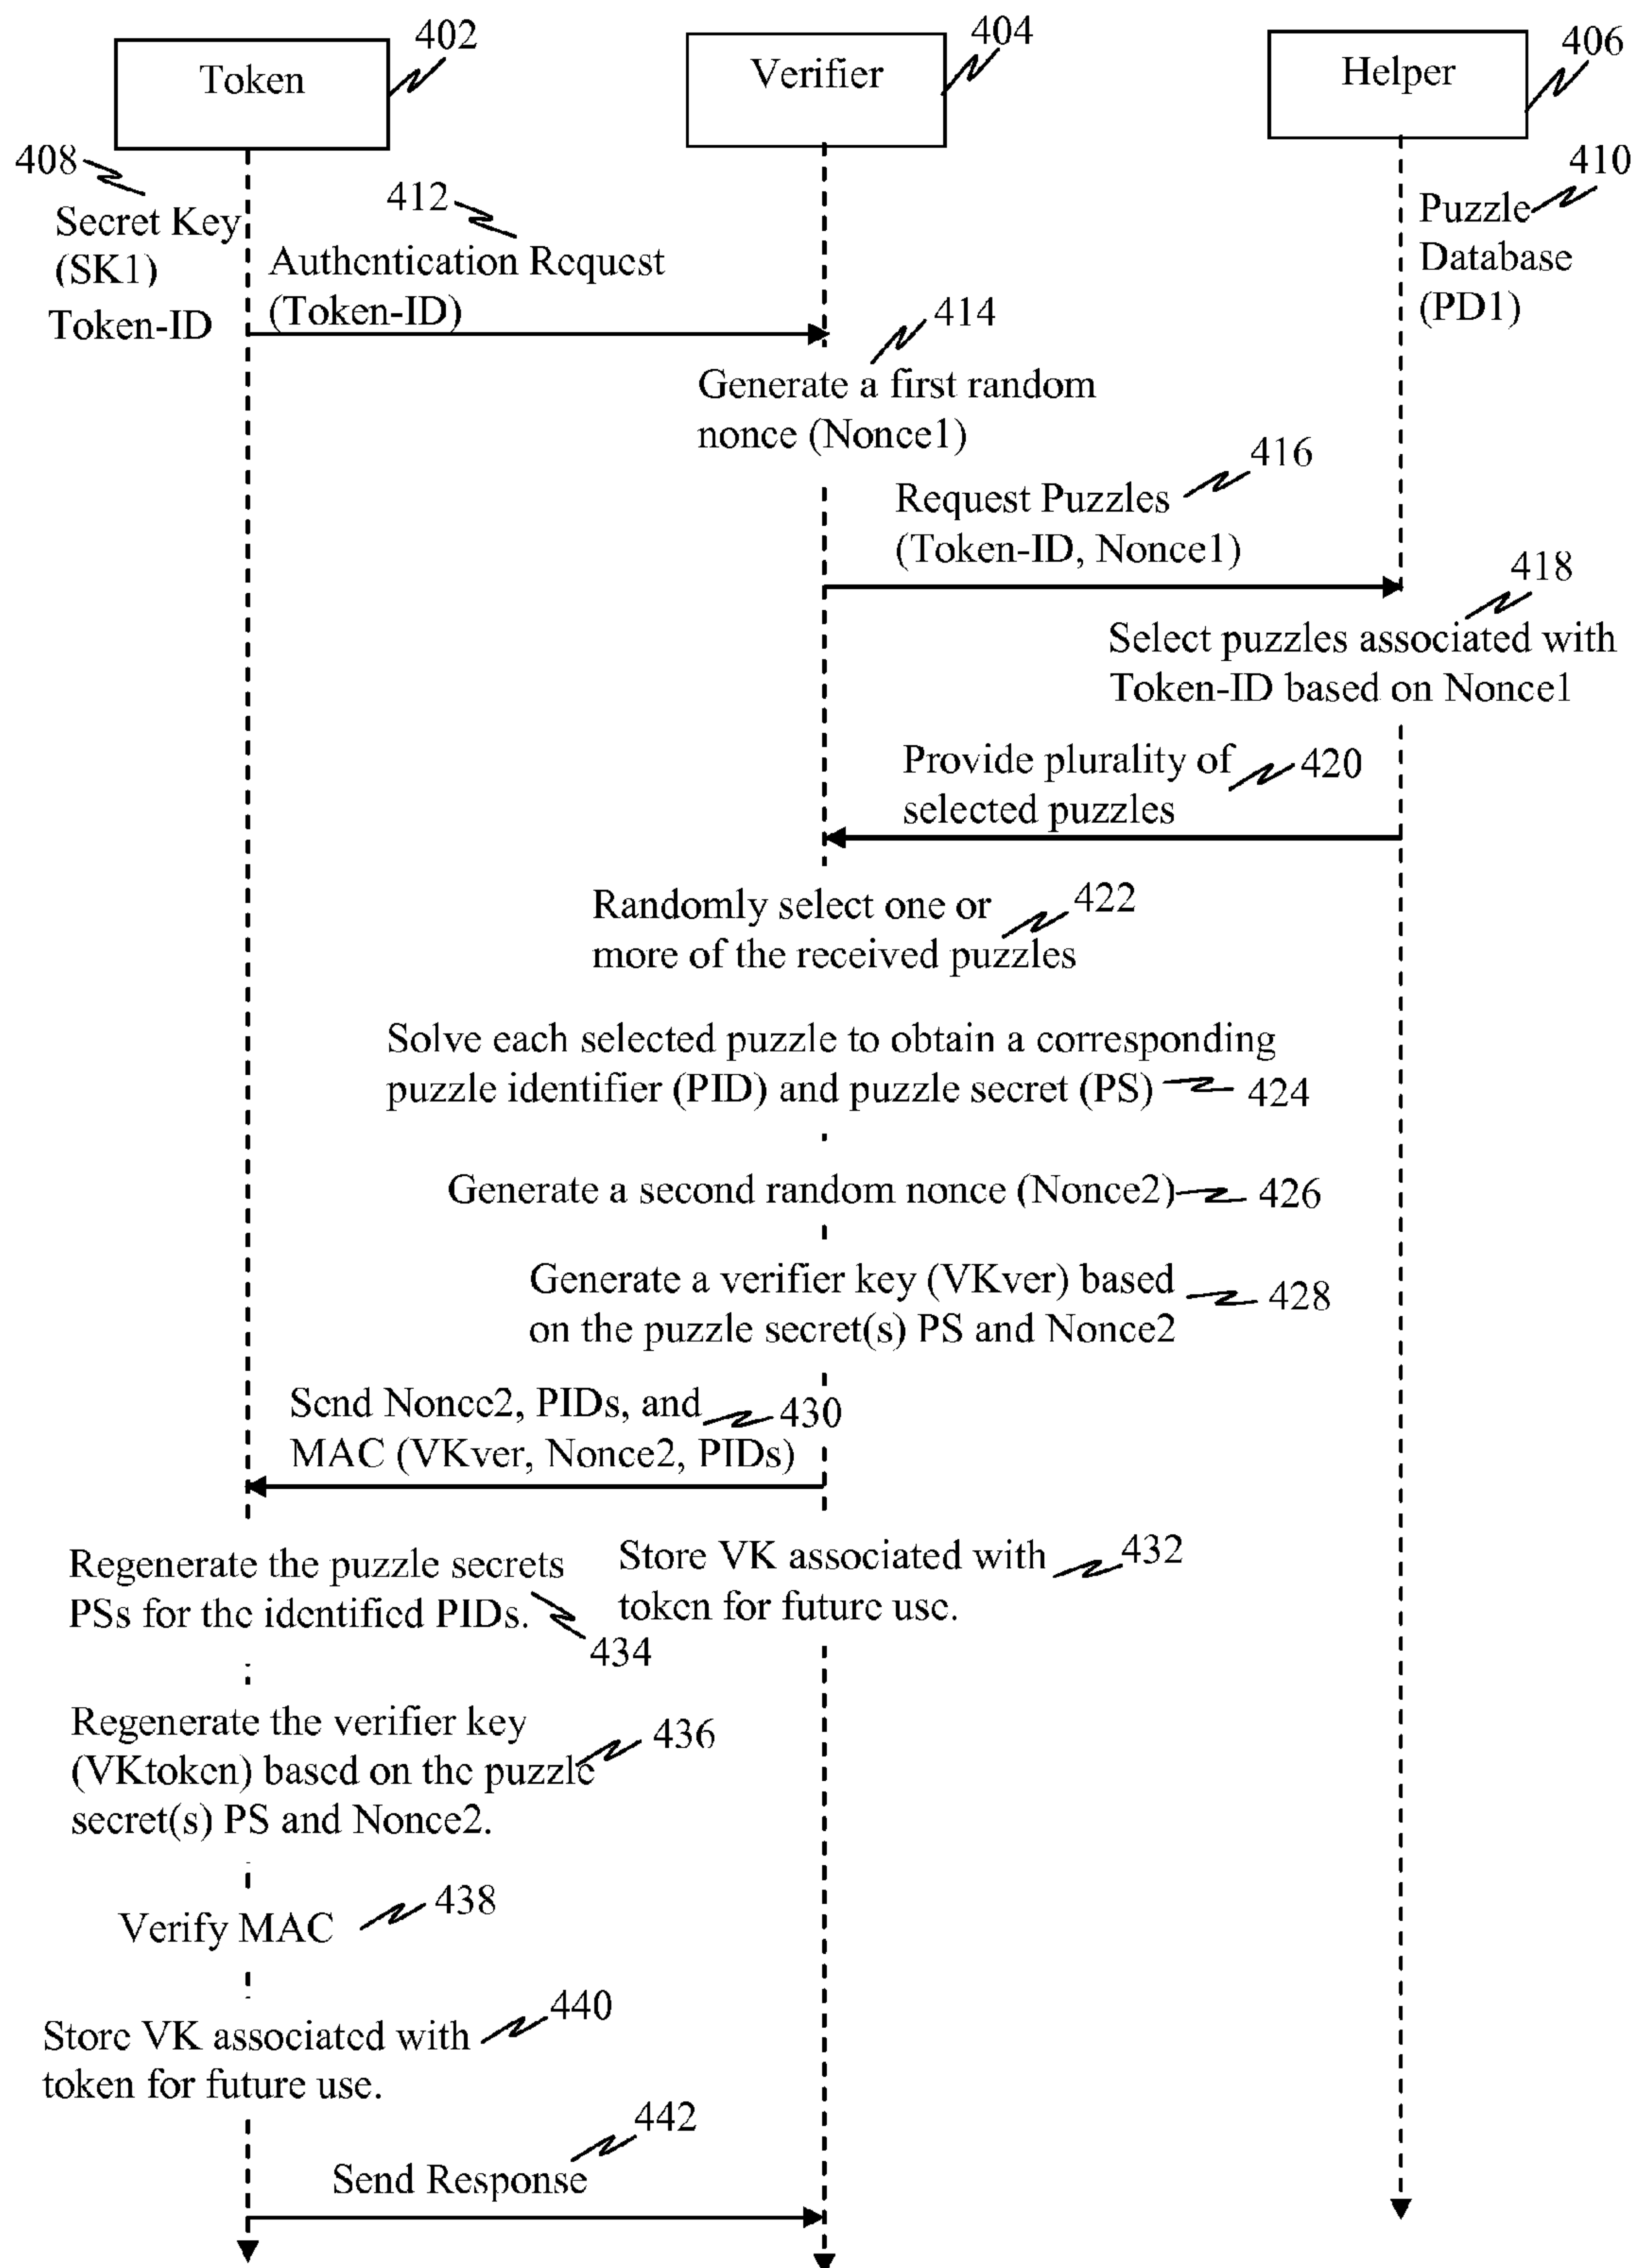 Token
402
Verifier
404
Helper
406
408
Secret Key
(SK1)
Token-ID
410
Puzzle
Database
(PD1)
412
Authentication Request
(Token-ID)
414
Generate a first random
nonce (Nonce1)
416
Request Puzzles
(Token-ID, Nonce1)
418
Select puzzles associated with
Token-ID based on Nonce1
Provide plurality of
selected puzzles
420
Randomly select one or
more of the received puzzles
422
Solve each selected puzzle to obtain a corresponding
puzzle identifier (PID) and puzzle secret (PS)
424
Generate a second random nonce (Nonce2)
426
Generate a verifier key (VKver) based
on the puzzle secret(s) PS and Nonce2
428
Send Nonce2, PIDs, and
MAC (VKver, Nonce2, PIDs)
430
Store VK associated with
token for future use.
432
Regenerate the puzzle secrets
PSs for the identified PIDs.
434
Regenerate the verifier key
(VKtoken) based on the puzzle
secret(s) PS and Nonce2.
436
Verify MAC
438
Store VK associated with
token for future use.
440
442
Send Response